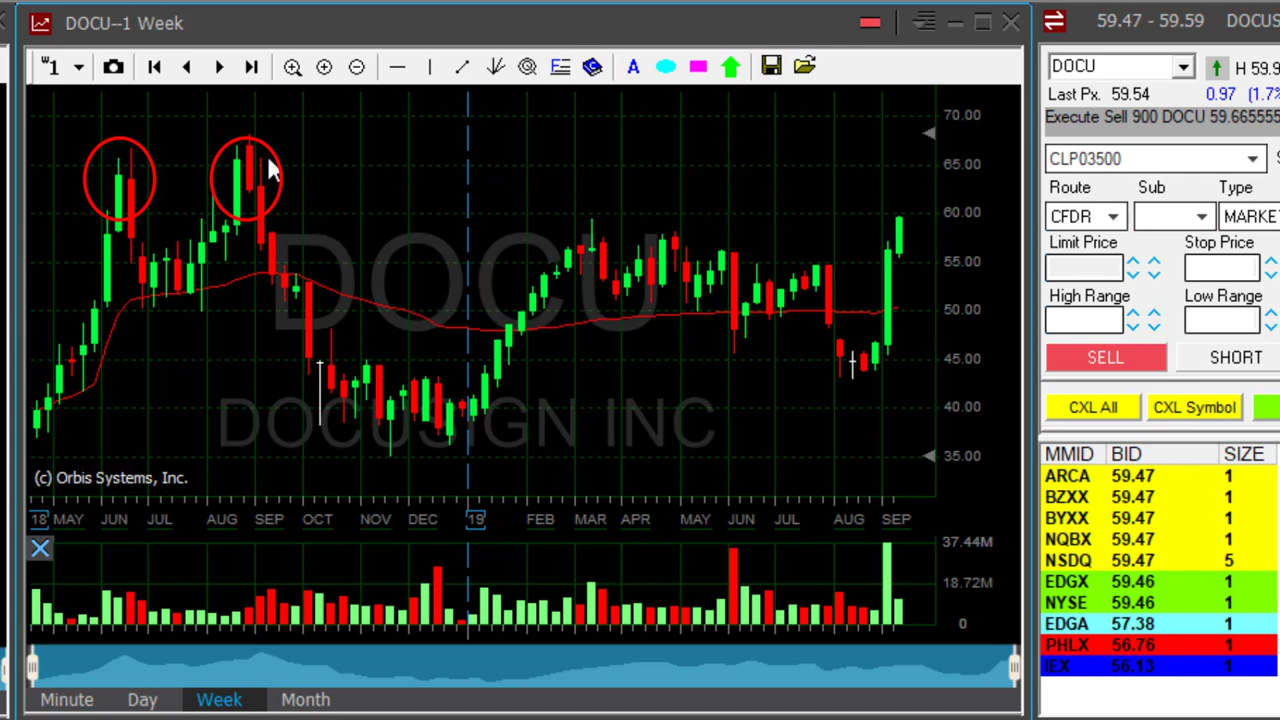 DOCU--1 Week
59.47 - 59.59 DOCUS
W1
A
DOCU
H 59.9
Last Px. 59.54 0.97 (1.7%
Execute Sell 900 DOCU 59.665555
CLP03500
Route Sub Type
CFDR MARKET
Limit Price Stop Price
High Range Low Range
SELL SHORT
CXL All CXL Symbol
MMID BID SIZE
ARCA 59.47 1
BZXX 59.47 1
BYXX 59.47 1
NQBX 59.47 1
NSDQ 59.47 5
EDGX 59.46 1
NYSE 59.46 1
EDGA 57.38 1
PHLX 56.76 1
IEX 56.13 1
70.00
65.00
60.00
55.00
50.00
45.00
40.00
35.00
DOCU
DOCUSIGN INC
(c) Orbis Systems, Inc.
18 MAY JUN JUL AUG SEP OCT NOV DEC 19 FEB MAR APR MAY JUN JUL AUG SEP
37.44M
18.72M
0
Minute Day Week Month